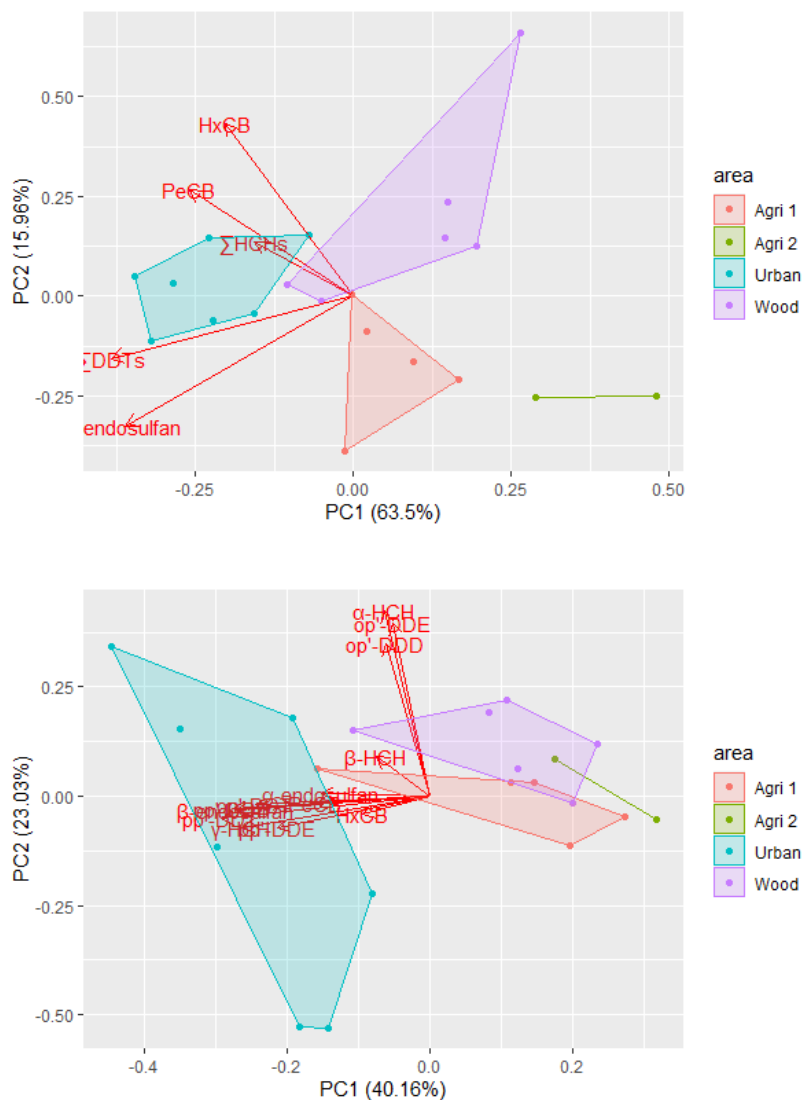 0.50
HxCB
area
PeCB
Agri 1
0.25
Agri 2
∑HCHs
Urban
Wood
PC2 (15.96%)
0.00
∑DDTs
-0.25
endosulfan
-0.25
0.00
0.25
0.50
PC1 (63.5%)
α-HCH
op'-DDE
op'-DDD
0.25
area
β-HCH
Agri 1
α-endosulfan
Agri 2
0.00
HxCB
Urban
Wood
PC2 (23.03%)
-0.25
-0.50
-0.4
-0.2
0.0
0.2
PC1 (40.16%)